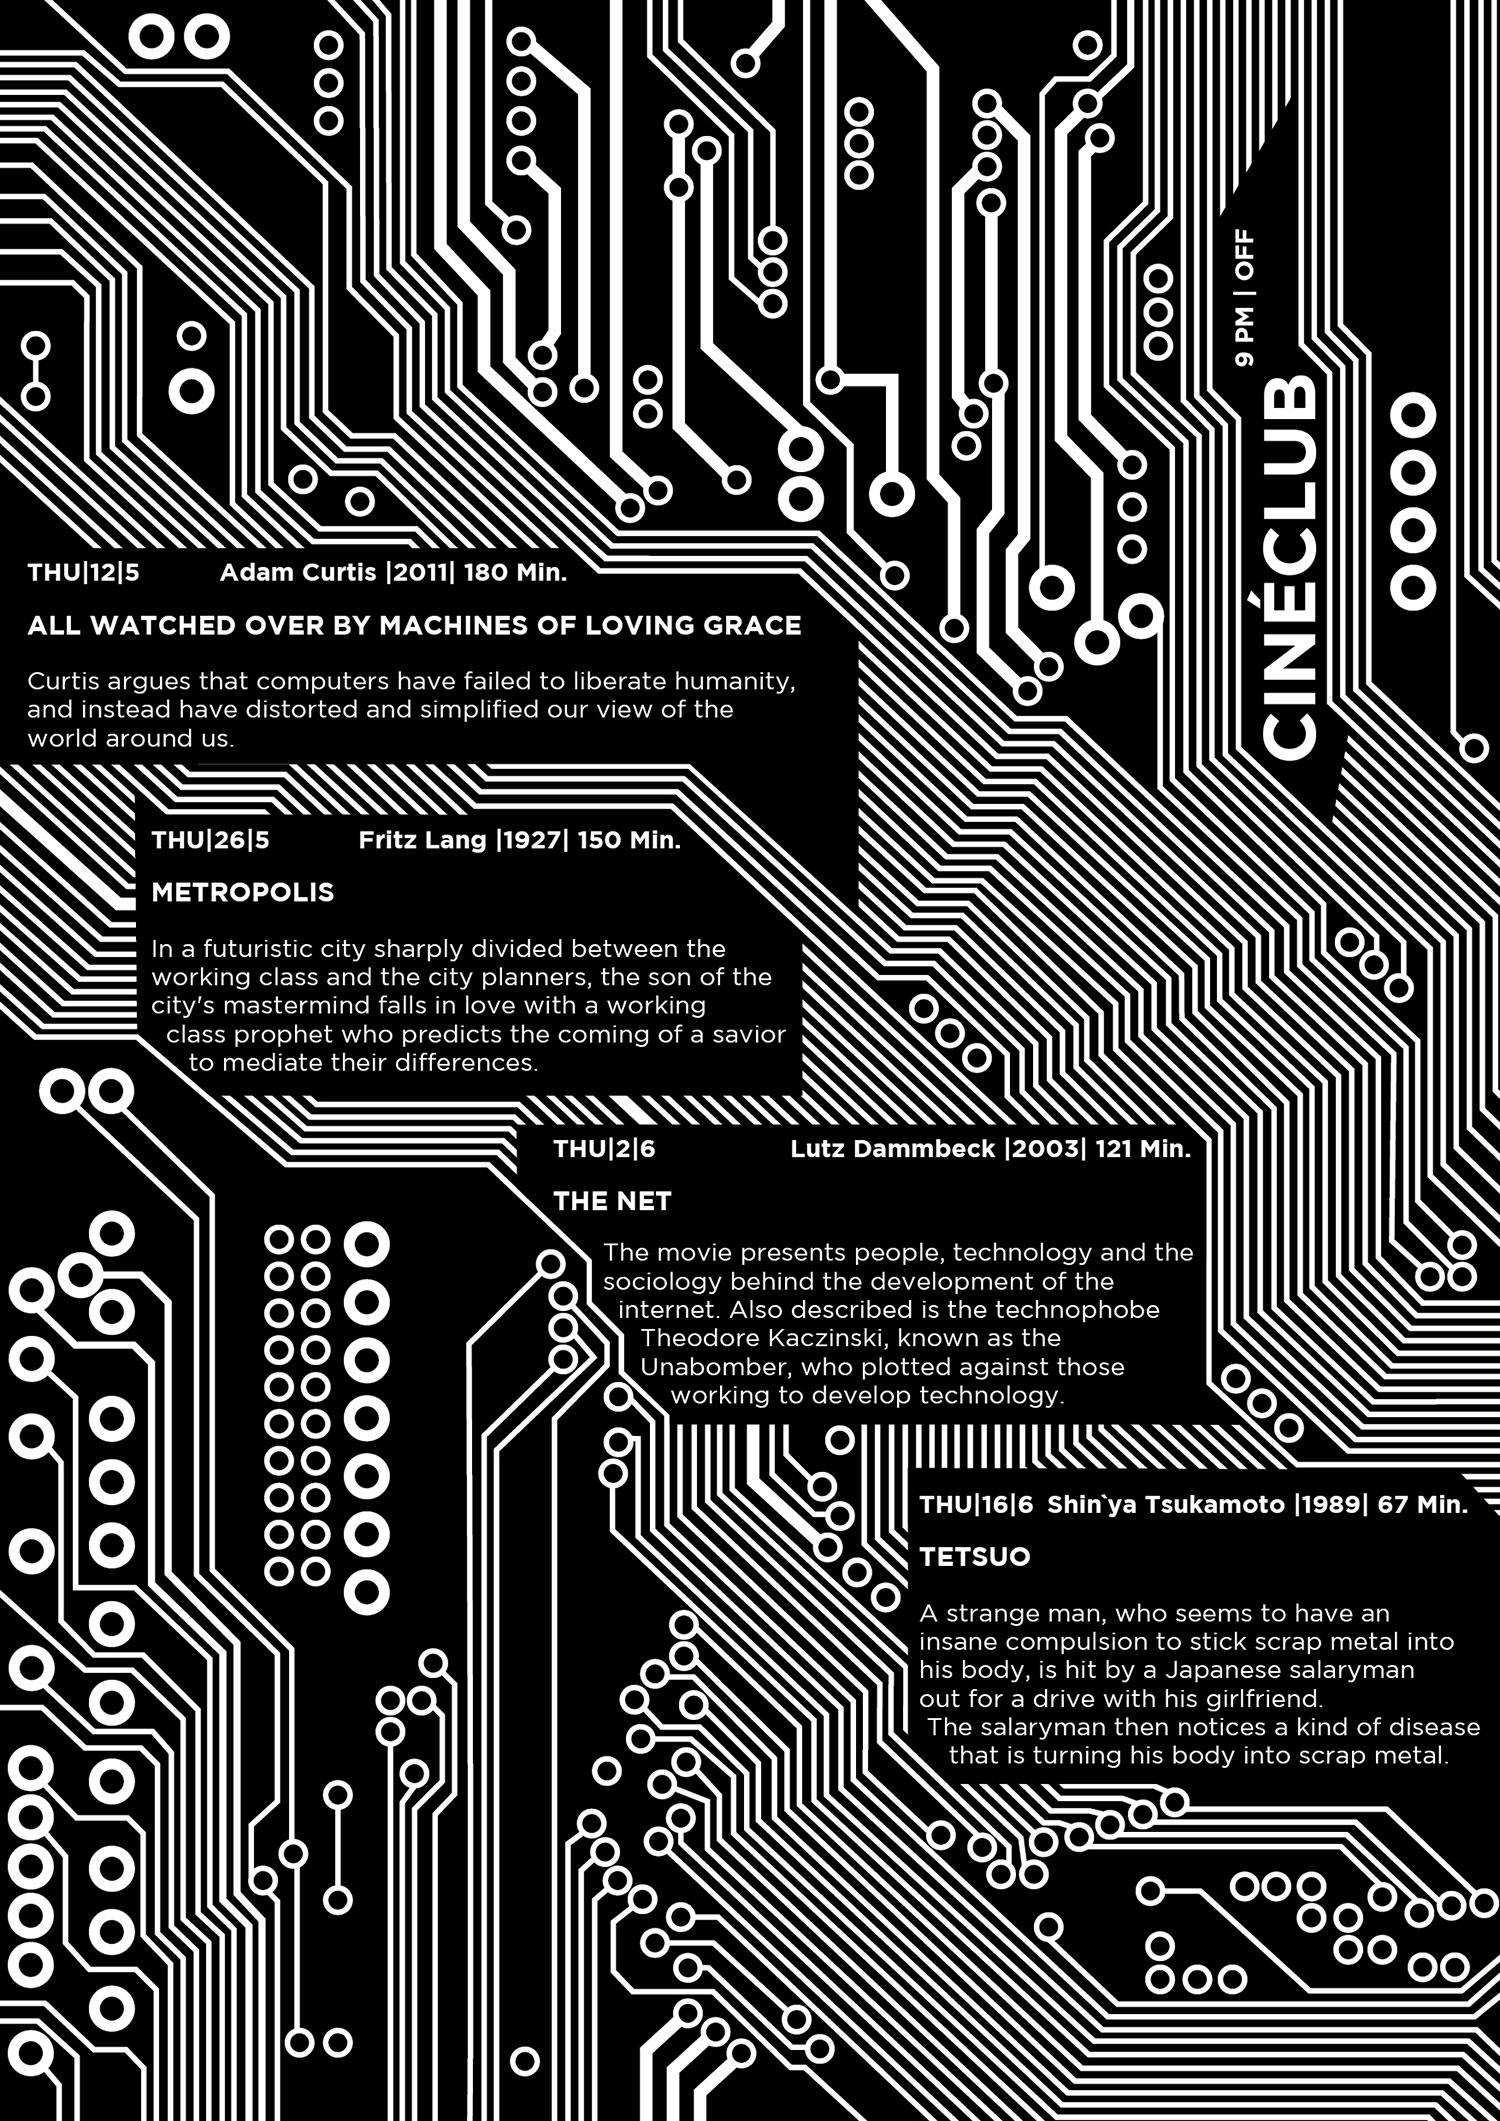 9 PM | OFF
CINÉCLUB
THU|12|5 Adam Curtis |2011| 180 Min.
ALL WATCHED OVER BY MACHINES OF LOVING GRACE
Curtis argues that computers have failed to liberate humanity,
and instead have distorted and simplified our view of the
world around us.
THU|26|5 Fritz Lang |1927| 150 Min.
METROPOLIS
In a futuristic city sharply divided between the
working class and the city planners, the son of the
city's mastermind falls in love with a working
class prophet who predicts the coming of a savior
to mediate their differences.
THU|2|6 Lutz Dammbeck |2003| 121 Min.
THE NET
The movie presents people, technology and the
sociology behind the development of the
internet. Also described is the technophobe
Theodore Kaczinski, known as the
Unabomber, who plotted against those
working to develop technology.
THU|16|6 Shin`ya Tsukamoto |1989| 67 Min.
TETSUO
A strange man, who seems to have an
insane compulsion to stick scrap metal into
his body, is hit by a Japanese salaryman
out for a drive with his girlfriend.
The salaryman then notices a kind of disease
that is turning his body into scrap metal.